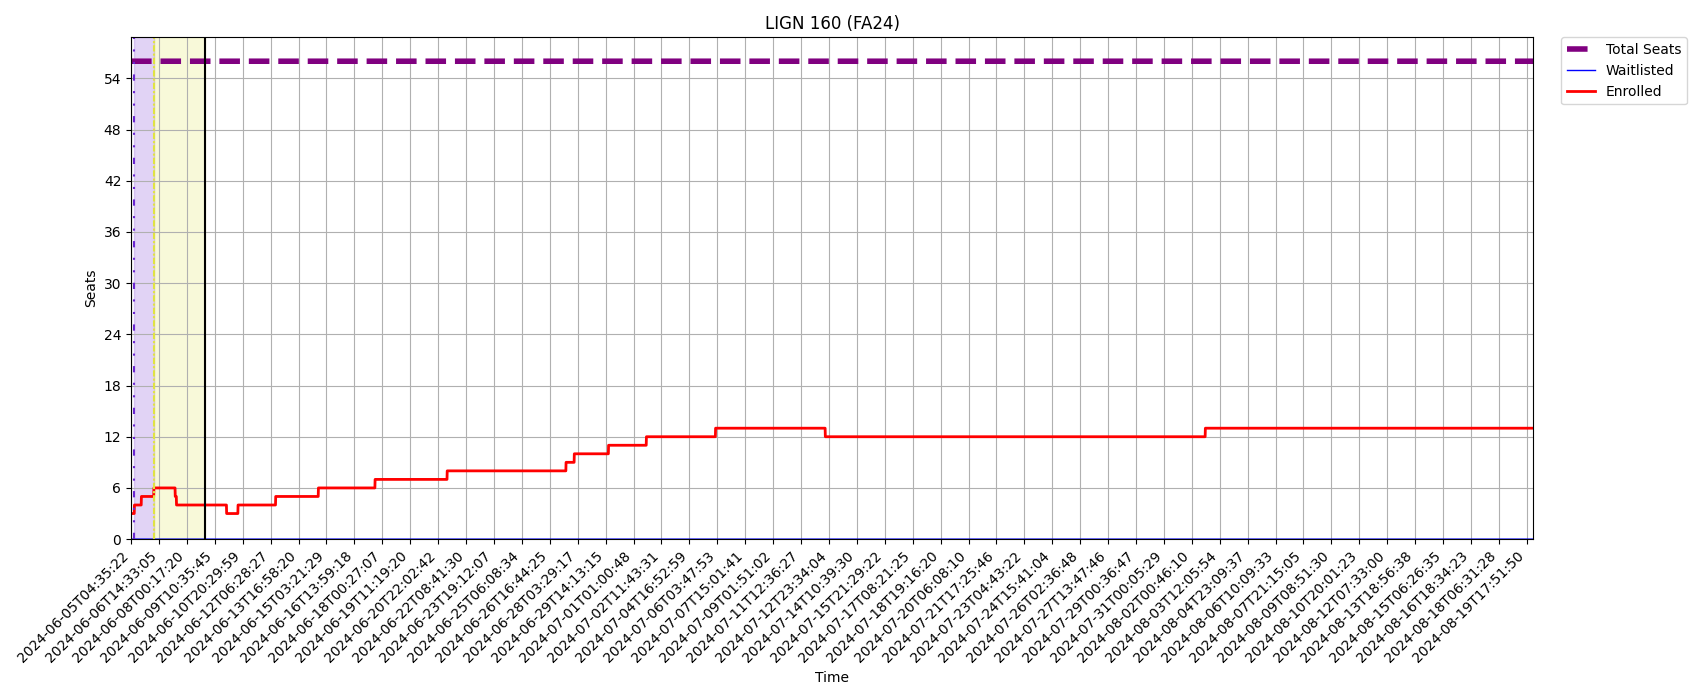 LIGN 160 (FA24)
Total Seats
Waitlisted
Enrolled
54
48
42
36
30
24
18
12
6
0
Seats
2024-06-05T04:35:22
2024-06-06T14:33:05
2024-06-08T00:17:20
2024-06-09T10:35:45
2024-06-10T20:29:59
2024-06-12T06:28:27
2024-06-13T16:58:20
2024-06-15T03:21:29
2024-06-16T13:59:18
2024-06-18T00:27:07
2024-06-19T11:19:20
2024-06-20T22:02:42
2024-06-22T08:41:30
2024-06-23T19:12:07
2024-06-25T06:08:34
2024-06-26T16:44:25
2024-06-28T03:29:17
2024-06-29T14:13:15
2024-07-01T01:00:48
2024-07-02T11:43:31
2024-07-04T16:52:59
2024-07-06T03:47:53
2024-07-07T15:01:41
2024-07-09T01:51:02
2024-07-11T12:36:27
2024-07-12T23:34:04
2024-07-14T10:39:30
2024-07-15T21:29:22
2024-07-17T08:21:25
2024-07-18T19:16:20
2024-07-20T06:08:10
2024-07-21T17:25:46
2024-07-23T04:43:22
2024-07-24T15:41:04
2024-07-26T02:36:48
2024-07-27T13:47:46
2024-07-29T00:36:47
2024-07-31T00:05:29
2024-08-02T00:46:10
2024-08-03T12:05:54
2024-08-04T23:09:37
2024-08-06T10:09:33
2024-08-07T21:15:05
2024-08-09T08:51:30
2024-08-10T20:01:23
2024-08-12T07:33:00
2024-08-13T18:56:38
2024-08-15T06:26:35
2024-08-16T18:34:23
2024-08-18T06:31:28
2024-08-19T17:51:50
Time